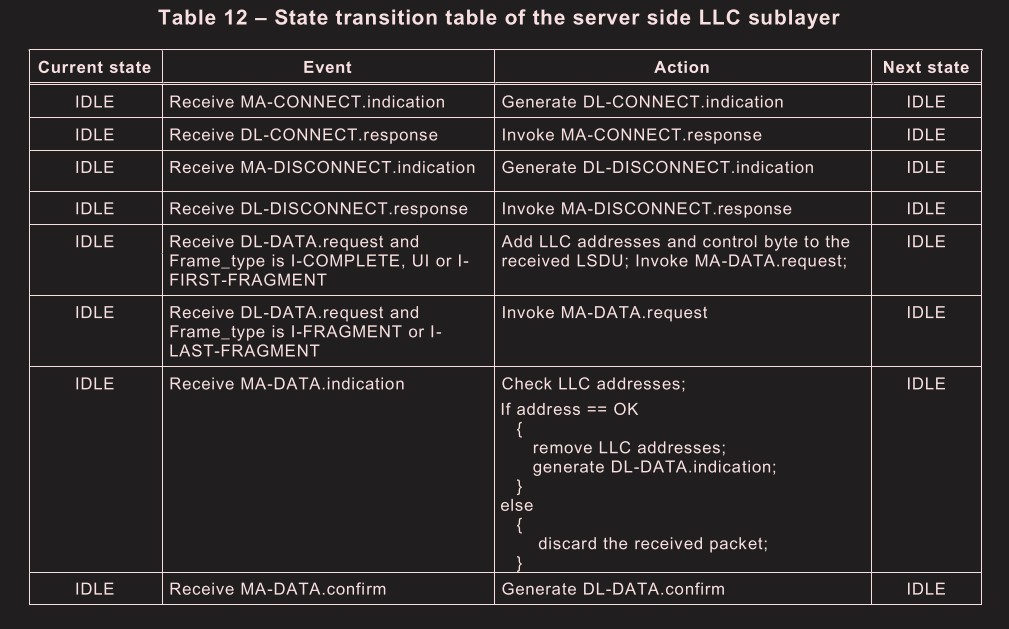 Table 12 – State transition table of the server side LLC sublayer
Current state Event Action Next state
IDLE Receive MA-CONNECT.indication Generate DL-CONNECT.indication IDLE
IDLE Receive DL-CONNECT.response Invoke MA-CONNECT.response IDLE
IDLE Receive MA-DISCONNECT.indication Generate DL-DISCONNECT.indication IDLE
IDLE Receive DL-DISCONNECT.response Invoke MA-DISCONNECT.response IDLE
IDLE Receive DL-DATA.request and Add LLC addresses and control byte to the IDLE
Frame_type is I-COMPLETE, UI or I- received LSDU; Invoke MA-DATA.request;
FIRST-FRAGMENT
IDLE Receive DL-DATA.request and Invoke MA-DATA.request IDLE
Frame_type is I-FRAGMENT or I-
LAST-FRAGMENT
IDLE Receive MA-DATA.indication Check LLC addresses; IDLE
If address == OK
{
remove LLC addresses;
generate DL-DATA.indication;
}
else
{
discard the received packet;
}
IDLE Receive MA-DATA.confirm Generate DL-DATA.confirm IDLE